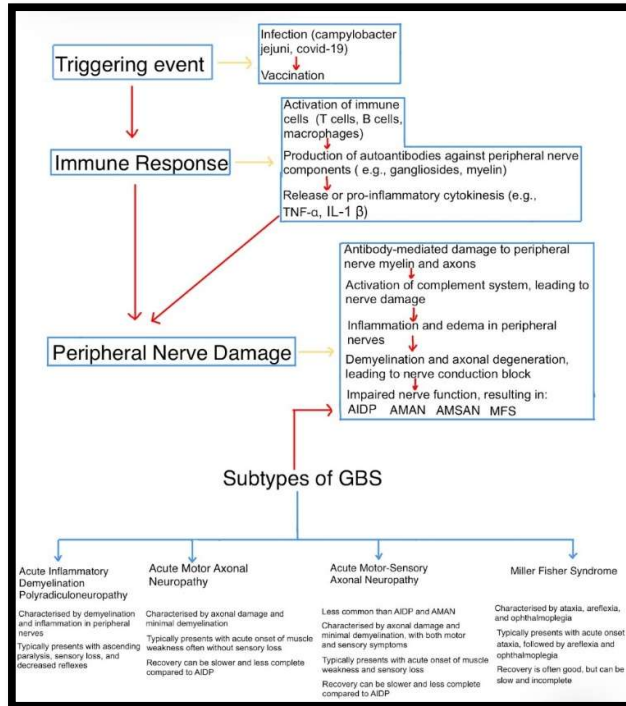 Triggering event
Infection (campylobacter
jejuni, covid-19)
Vaccination
Immune Response
Activation of immune
cells (T cells, B cells,
macrophages)
Production of autoantibodies against peripheral nerve
components ( e.g., gangliosides, myelin)
Release or pro-inflammatory cytokinesis (e.g.,
TNF-α, IL-1 β)
Peripheral Nerve Damage
Antibody-mediated damage to peripheral
nerve myelin and axons
Activation of complement system, leading to
nerve damage
Inflammation and edema in peripheral
nerves
Demyelination and axonal degeneration,
leading to nerve conduction block
Impaired nerve function, resulting in:
AIDP AMAN AMSAN MFS
Subtypes of GBS
Acute Inflammatory
Demyelination
Polyradiculoneuropathy
Characterised by demyelination
and inflammation in peripheral
nerves
Typically presents with ascending
paralysis, sensory loss, and
decreased reflexes
Acute Motor Axonal
Neuropathy
Characterised by axonal damage and
minimal demyelination
Typically presents with acute onset of muscle
weakness often without sensory loss
Recovery can be slower and less complete
compared to AIDP
Acute Motor-Sensory
Axonal Neuropathy
Less common than AIDP and AMAN
Characterised by axonal damage and
minimal demyelination, with both motor
and sensory symptoms
Typically presents with acute onset of muscle
weakness and sensory loss
Recovery can be slower and less complete
compared to AIDP
Miller Fisher Syndrome
Characterised by ataxia, areflexia,
and ophthalmoplegia
Typically presents with acute onset
ataxia, followed by areflexia and
ophthalmoplegia
Recovery is often good, but can be
slow and incomplete